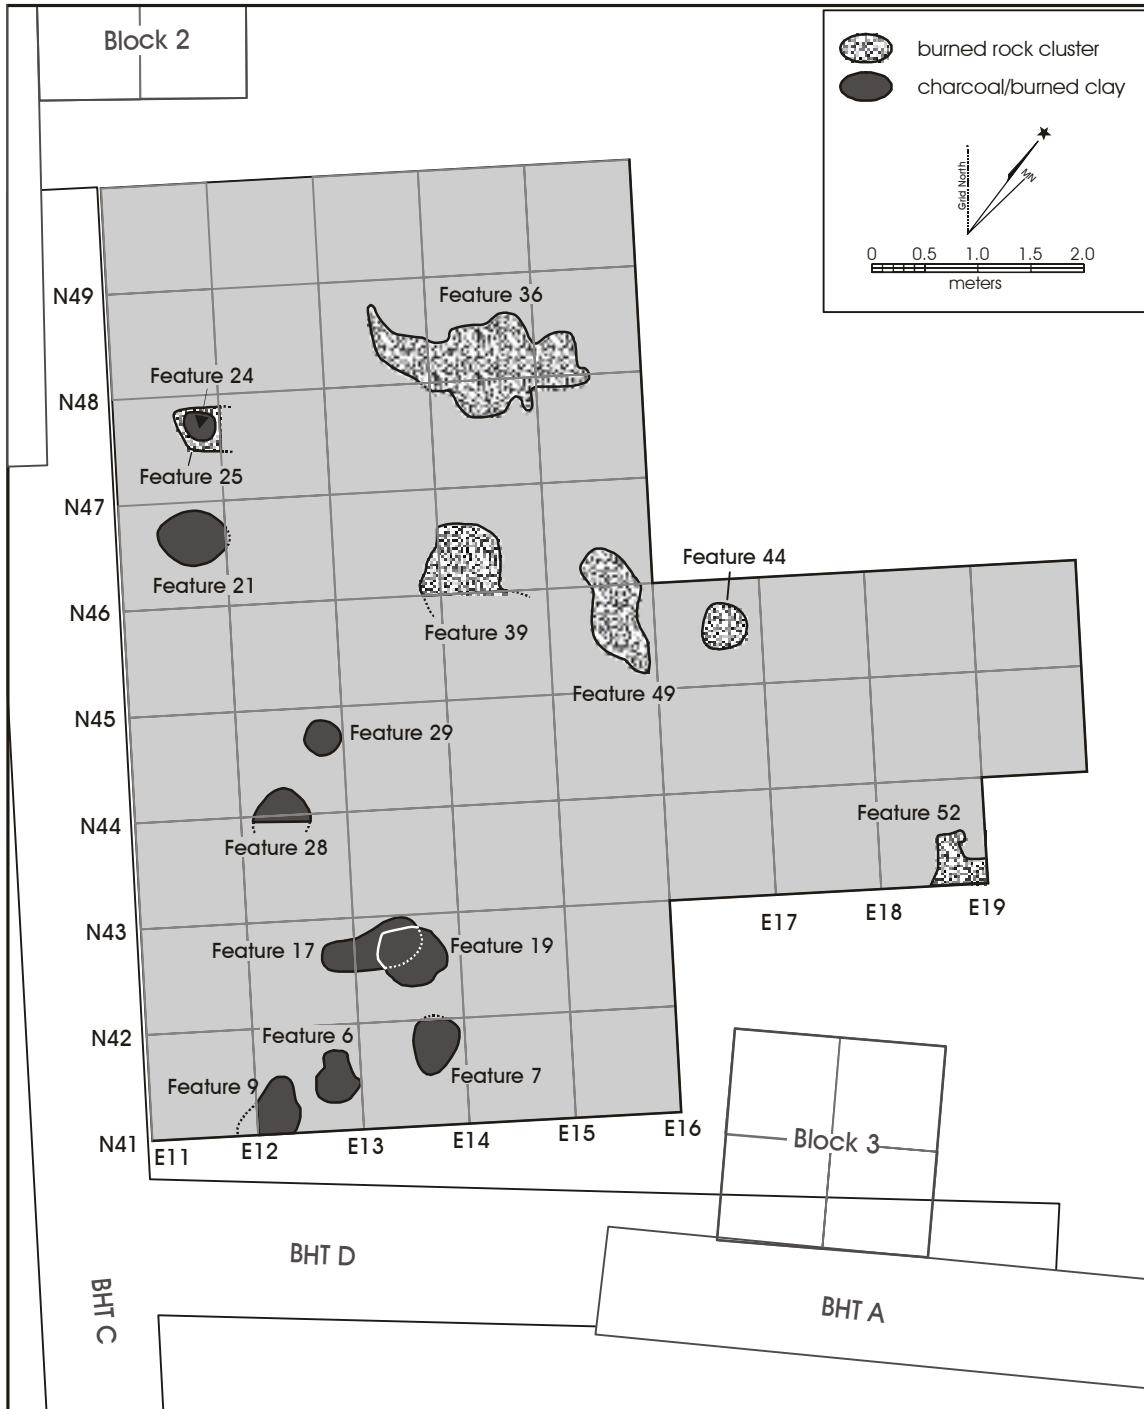 Block 2
burned rock cluster
charcoal/burned clay
Grid North
MN
0 0.5 1.0 1.5 2.0
meters
N49
Feature 36
Feature 24
N48
Feature 25
N47
Feature 44
Feature 21
N46
Feature 39
Feature 49
N45
Feature 29
Feature 52
N44
Feature 28
E17 E18 E19
N43
Feature 17
Feature 19
N42
Feature 6
Feature 7
Feature 9
N41
E11 E12 E13 E14 E15 E16
Block 3
BHT D
BHT C
BHT A